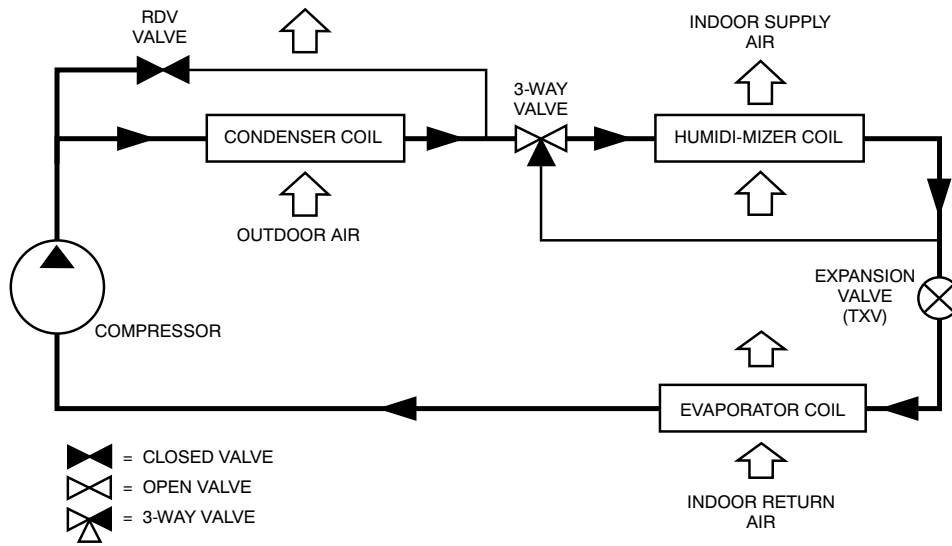 RDV
VALVE
INDOOR SUPPLY
AIR
3-WAY
VALVE
CONDENSER COIL
HUMIDI-MIZER COIL
OUTDOOR AIR
EXPANSION
VALVE
(TXV)
COMPRESSOR
EVAPORATOR COIL
= CLOSED VALVE
= OPEN VALVE
= 3-WAY VALVE
INDOOR RETURN
AIR